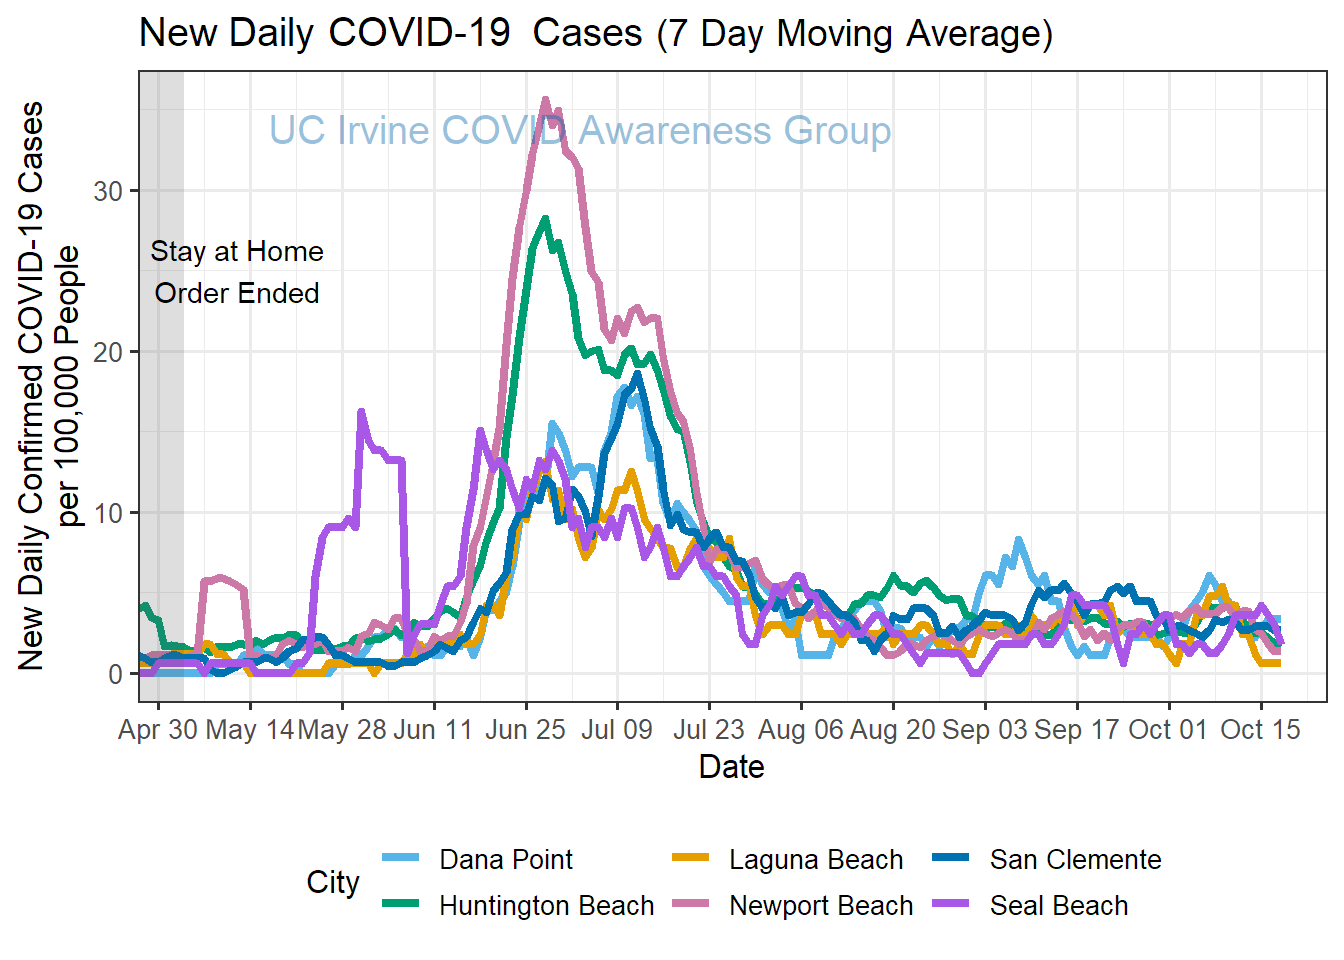 New Daily COVID-19 Cases (7 Day Moving Average)
UC Irvine COVID Awareness Group
Stay at Home
Order Ended
New Daily Confirmed COVID-19 Cases
per 100,000 People
30
20
10
0
Apr 30 May 14 May 28 Jun 11 Jun 25 Jul 09 Jul 23 Aug 06 Aug 20 Sep 03 Sep 17 Oct 01 Oct 15
Date
City
Dana Point Laguna Beach San Clemente
Huntington Beach Newport Beach Seal Beach